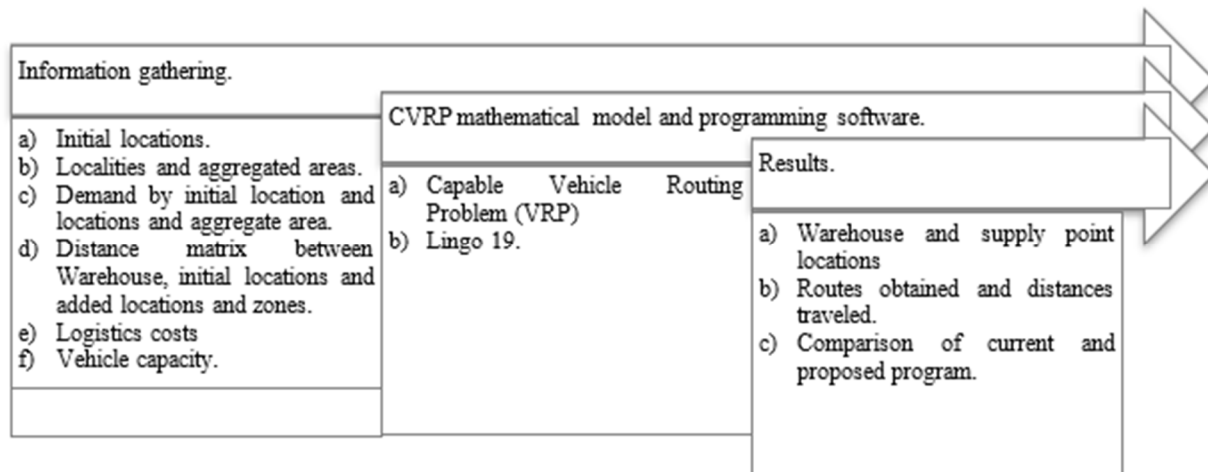 Information gathering.
a) Initial locations.
b) Localities and aggregated areas.
c) Demand by initial location and
locations and aggregate area.
d) Distance matrix between
Warehouse, initial locations and
added locations and zones.
e) Logistics costs
f) Vehicle capacity.
CVRP mathematical model and programming software.
a) Capable Vehicle Routing
Problem (VRP)
b) Lingo 19.
Results.
a) Warehouse and supply point
locations
b) Routes obtained and distances
traveled.
c) Comparison of current and
proposed program.